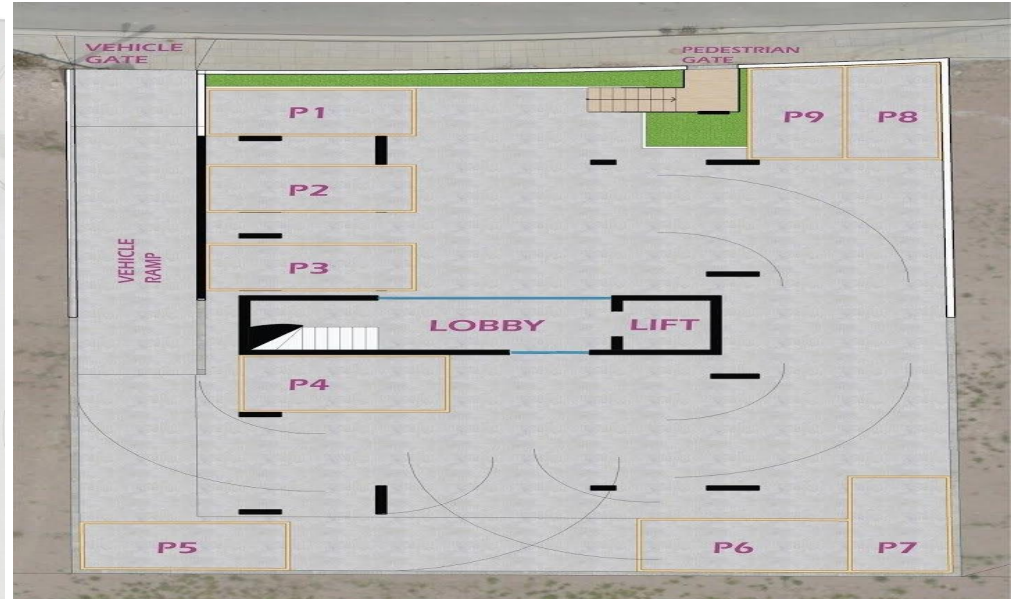 VEHICLE
GATE
PEDESTRIAN
GATE
P1
P9
P8
P2
VEHICLE
RAMP
P3
LOBBY
LIFT
P4
P5
P6
P7